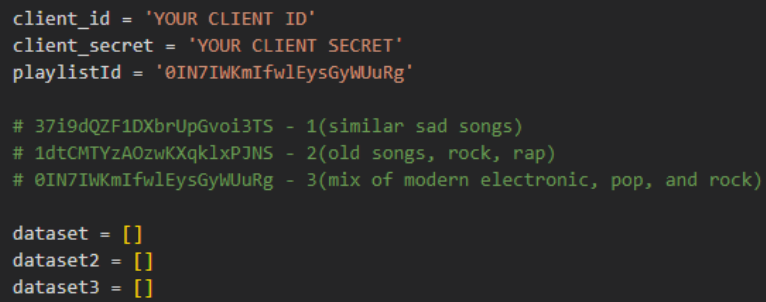 client_id = 'YOUR CLIENT ID'
client_secret = 'YOUR CLIENT SECRET'
playlistId = '0IN7IWKmIfwlEysGyWUuRg'
# 37i9dQZF1DXbrUpGvoi3TS - 1(similar sad songs)
# 1dtCMTYzAOzwKXqklxPJNS - 2(old songs, rock, rap)
# 0IN7IWKmIfwlEysGyWUuRg - 3(mix of modern electronic, pop, and rock)
dataset = []
dataset2 = []
dataset3 = []